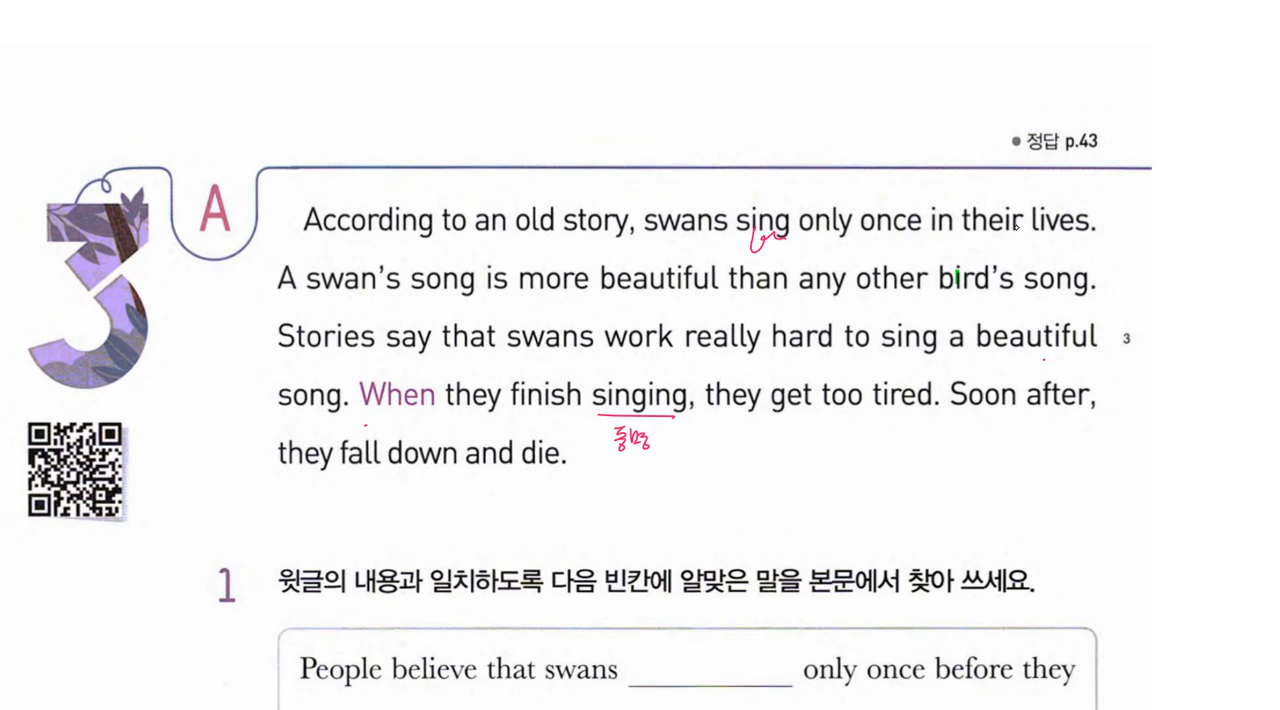 ● 정답 p.43
3
A
According to an old story, swans sing only once in their lives.
A swan's song is more beautiful than any other bird's song.
Stories say that swans work really hard to sing a beautiful 3
song. When they finish singing, they get too tired. Soon after,
동명
they fall down and die.
1 윗글의 내용과 일치하도록 다음 빈칸에 알맞은 말을 본문에서 찾아 쓰세요.
People believe that swans __________ only once before they